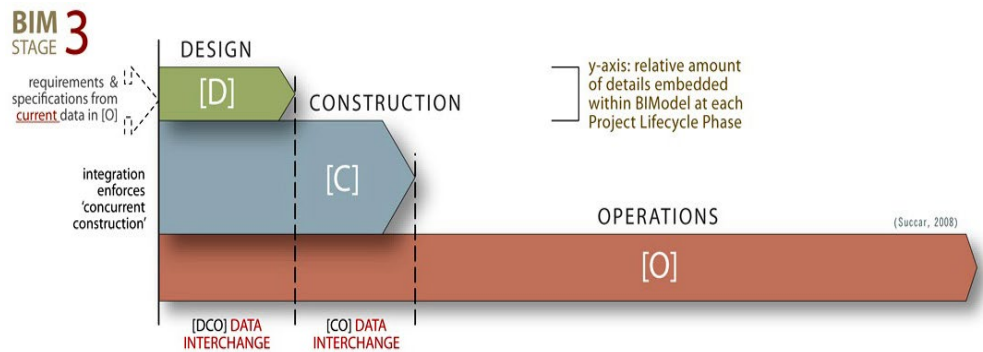 BIM
STAGE 3
DESIGN
requirements &
specifications from
current data in [O]
[D]
CONSTRUCTION
y-axis: relative amount
of details embedded
within BIModel at each
Project Lifecycle Phase
integration
enforces
'concurrent
construction'
[C]
OPERATIONS
(Succar, 2008)
[O]
[DCO] DATA
INTERCHANGE
[CO] DATA
INTERCHANGE